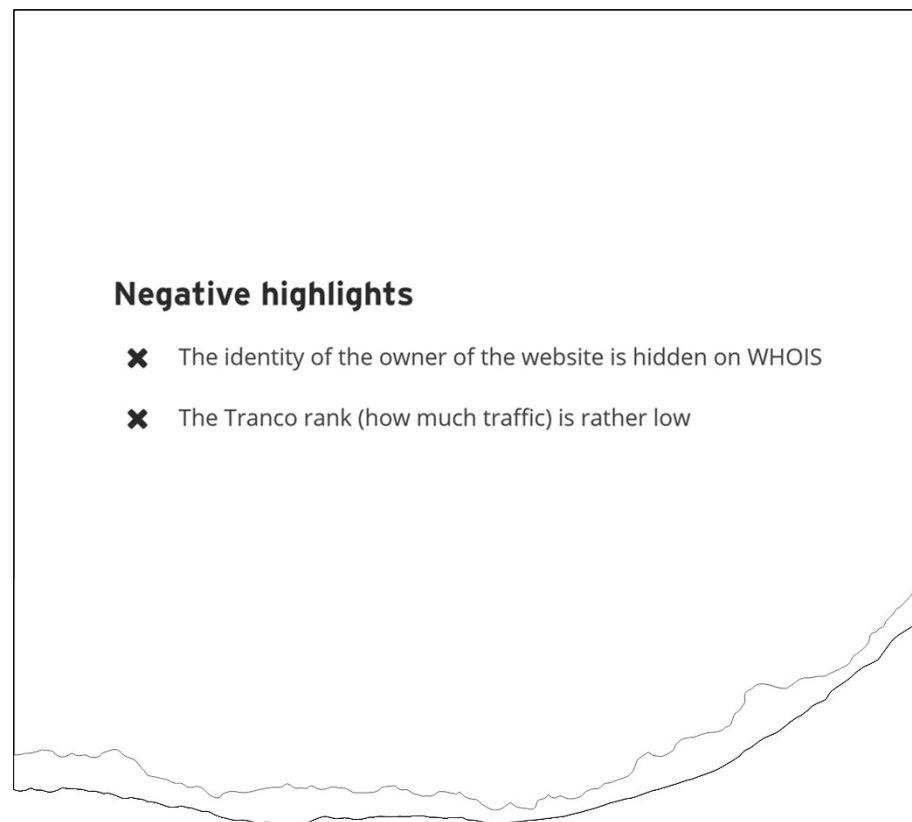 Negative highlights
✖ The identity of the owner of the website is hidden on WHOIS
✖ The Tranco rank (how much traffic) is rather low